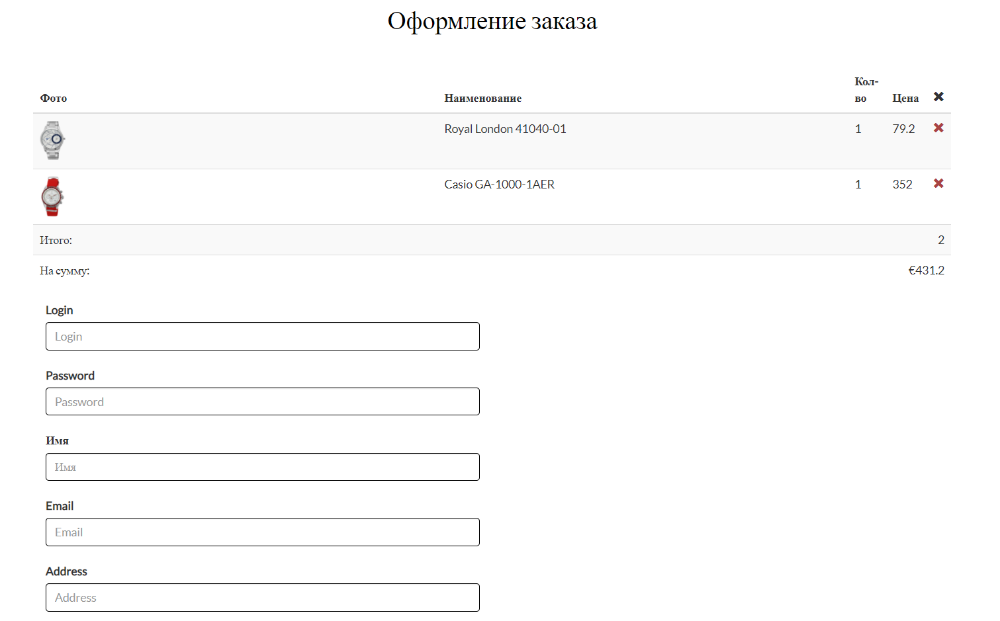 Оформление заказа
Фото Наименование Кол-во Цена
Royal London 41040-01 1 79.2
Casio GA-1000-1AER 1 352
Итого: 2
На сумму: €431.2
Login
Login
Password
Password
Имя
Имя
Email
Email
Address
Address